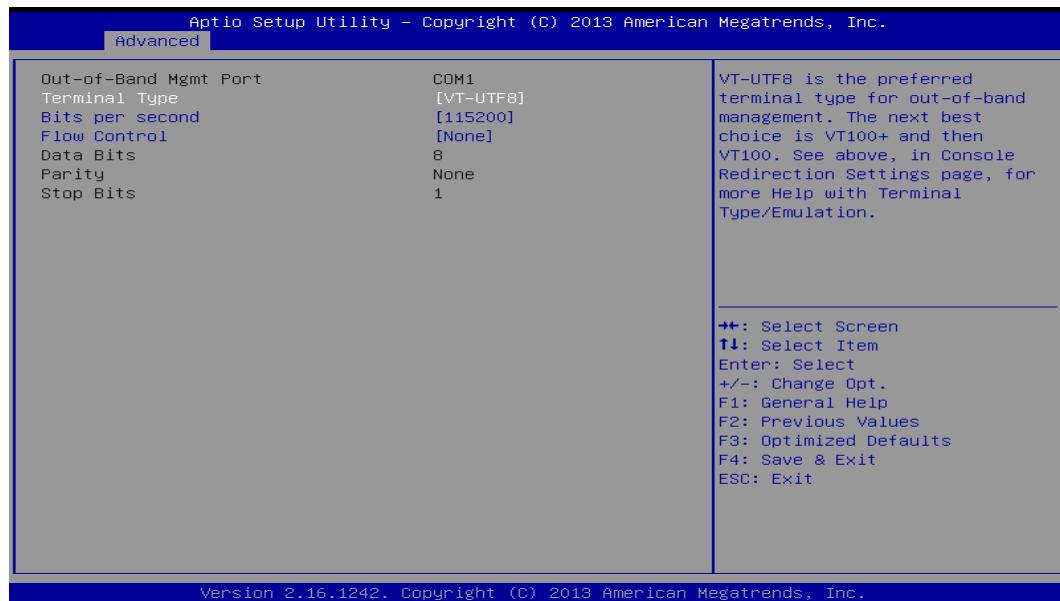 Aptio Setup Utility – Copyright (C) 2013 American Megatrends, Inc.
Advanced
Out-of-Band Mgmt Port COM1
Terminal Type [VT-UTF8]
Bits per second [115200]
Flow Control [None]
Data Bits 8
Parity None
Stop Bits 1
VT-UTF8 is the preferred
terminal type for out-of-band
management. The next best
choice is VT100+ and then
VT100. See above, in Console
Redirection Settings page, for
more Help with Terminal
Type/Emulation.
→←: Select Screen
↑↓: Select Item
Enter: Select
+/-: Change Opt.
F1: General Help
F2: Previous Values
F3: Optimized Defaults
F4: Save & Exit
ESC: Exit
Version 2.16.1242. Copyright (C) 2013 American Megatrends, Inc.